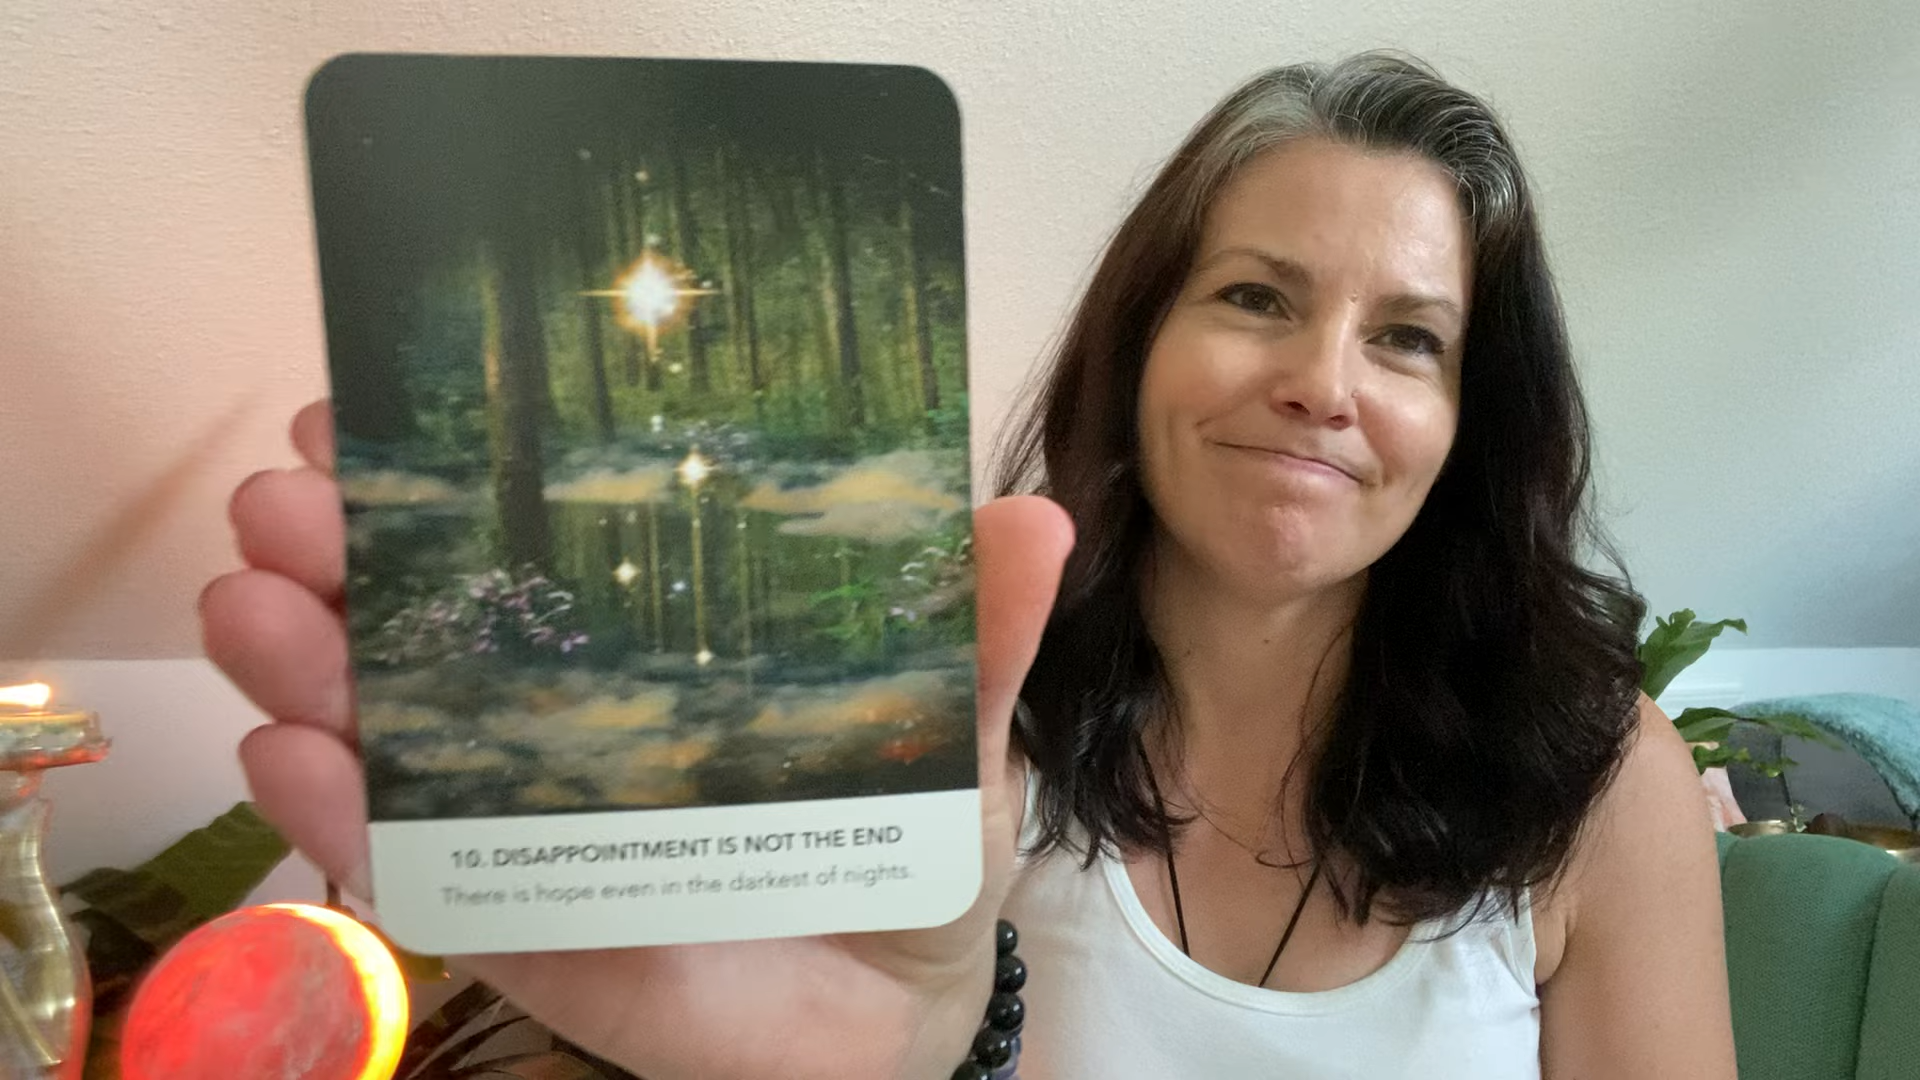 10. DISAPPOINTMENT IS NOT THE END
There is hope even in the darkest of nights.